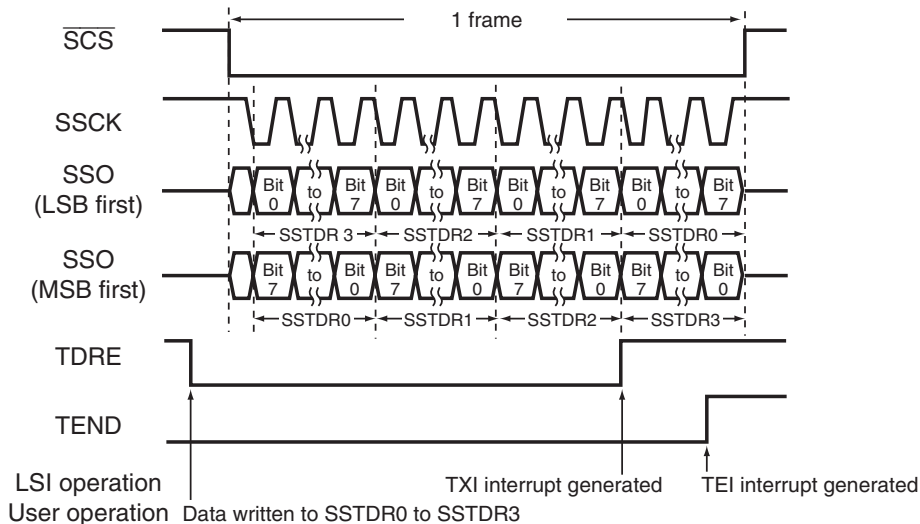 1 frame
SCS
SSCK
SSO
(LSB first)
Bit 0 to Bit 7 Bit 0 to Bit 7 Bit 0 to Bit 7 Bit 0 to Bit 7
SSTDR 3 SSTDR2 SSTDR1 SSTDR0
SSO
(MSB first)
Bit 7 to Bit 0 Bit 7 to Bit 0 Bit 7 to Bit 0 Bit 7 to Bit 0
SSTDR0 SSTDR1 SSTDR2 SSTDR3
TDRE
TEND
LSI operation TXI interrupt generated TEI interrupt generated
User operation Data written to SSTDR0 to SSTDR3